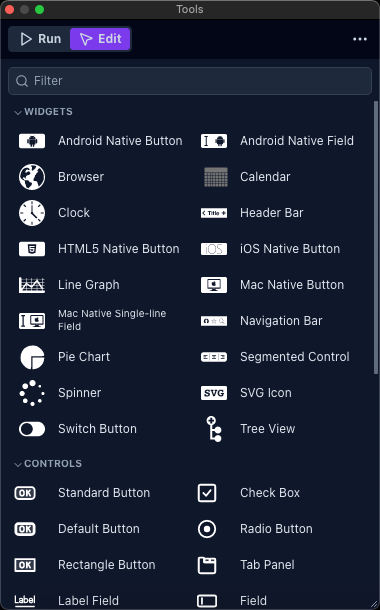 Tools
Run Edit
Filter
WIDGETS
Android Native Button Android Native Field
Browser Calendar
Clock Title Header Bar
HTML5 Native Button iOS iOS Native Button
Line Graph Mac Native Button
Mac Native Single-line
Field
Navigation Bar
Pie Chart Segmented Control
Spinner SVG SVG Icon
Switch Button Tree View
CONTROLS
OK Standard Button Check Box
OK Default Button Radio Button
OK Rectangle Button Tab Panel
Label Label Field Field